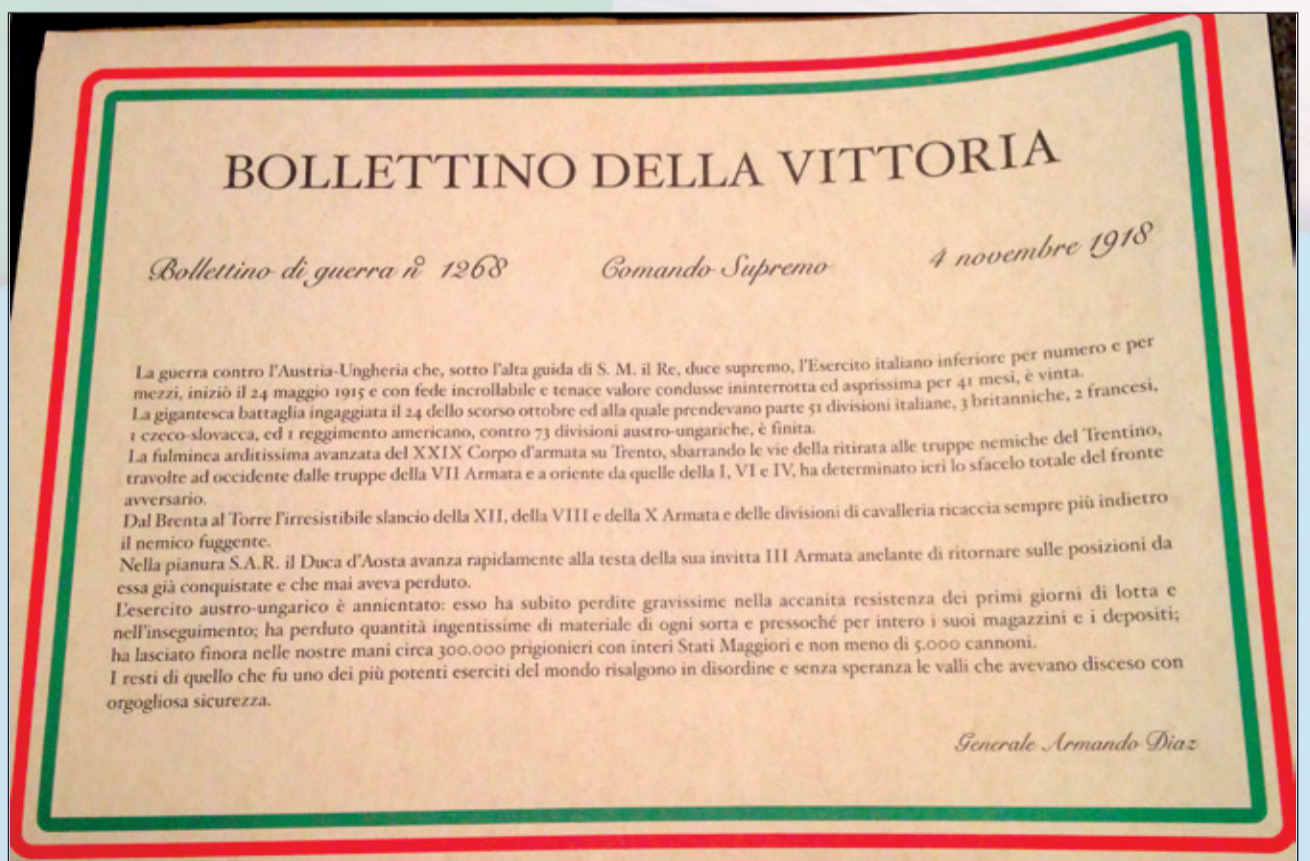 BOLLETTINO DELLA VITTORIA
Bollettino di guerra n° 1268 Comando Supremo 4 novembre 1918
La guerra contro l'Austria-Ungheria che, sotto l'alta guida di S. M. il Re, duce supremo, l'Esercito italiano inferiore per numero e per
mezzi, iniziò il 24 maggio 1915 e con fede incrollabile e tenace valore condusse ininterrotta ed asprissima per 41 mesi, è vinta.
La gigantesca battaglia ingaggiata il 24 dello scorso ottobre ed alla quale prendevano parte 51 divisioni italiane, 3 britanniche, 2 francesi,
1 czeco-slovacca, ed 1 reggimento americano, contro 73 divisioni austro-ungariche, è finita.
La fulminea arditissima avanzata del XXIX Corpo d'armata su Trento, sbarrando le vie della ritirata alle truppe nemiche del Trentino,
travolte ad occidente dalle truppe della VII Armata e a oriente da quelle della I, VI e IV, ha determinato ieri lo sfacelo totale del fronte
avversario.
Dal Brenta al Torre l'irresistibile slancio della XII, della VIII e della X Armata e delle divisioni di cavalleria ricaccia sempre più indietro
il nemico fuggente.
Nella pianura S.A.R. il Duca d'Aosta avanza rapidamente alla testa della sua invitta III Armata anelante di ritornare sulle posizioni da
essa già conquistate e che mai aveva perduto.
L'esercito austro-ungarico è annientato: esso ha subito perdite gravissime nella accanita resistenza dei primi giorni di lotta e
nell'inseguimento; ha perduto quantità ingentissime di materiale di ogni sorta e pressoché per intero i suoi magazzini e i depositi;
ha lasciato finora nelle nostre mani circa 300.000 prigionieri con interi Stati Maggiori e non meno di 5.000 cannoni.
I resti di quello che fu uno dei più potenti eserciti del mondo risalgono in disordine e senza speranza le valli che avevano disceso con
orgogliosa sicurezza.
Generale Armando Diaz